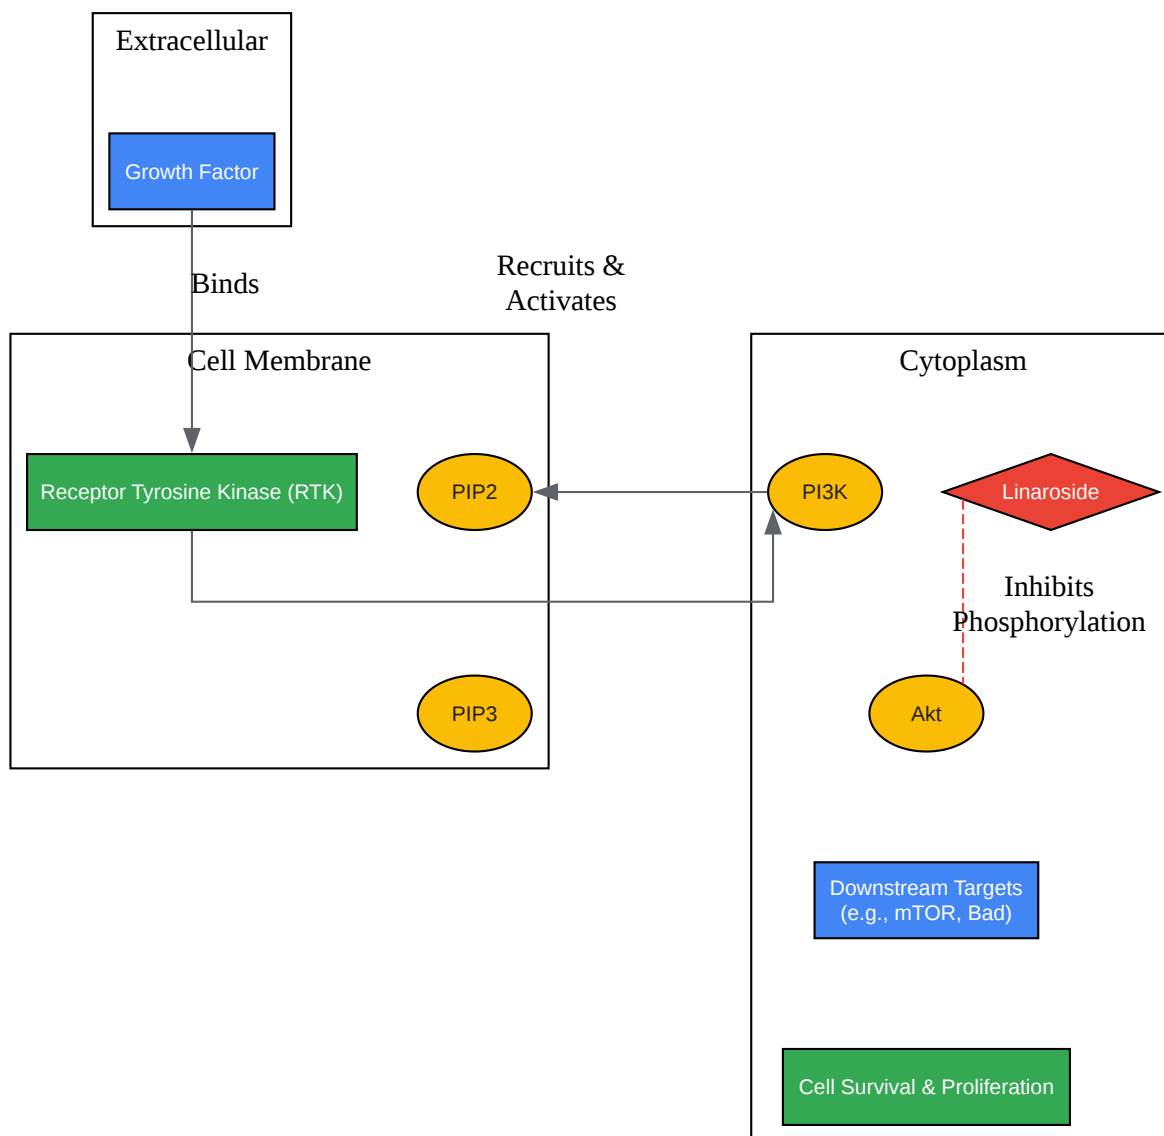 Extracellular
Growth Factor
Binds
Recruits &
Activates
Cell Membrane
Cytoplasm
Receptor Tyrosine Kinase (RTK)
PIP2
PI3K
Linaroside
Inhibits
Phosphorylation
PIP3
Akt
Downstream Targets
(e.g., mTOR, Bad)
Cell Survival & Proliferation